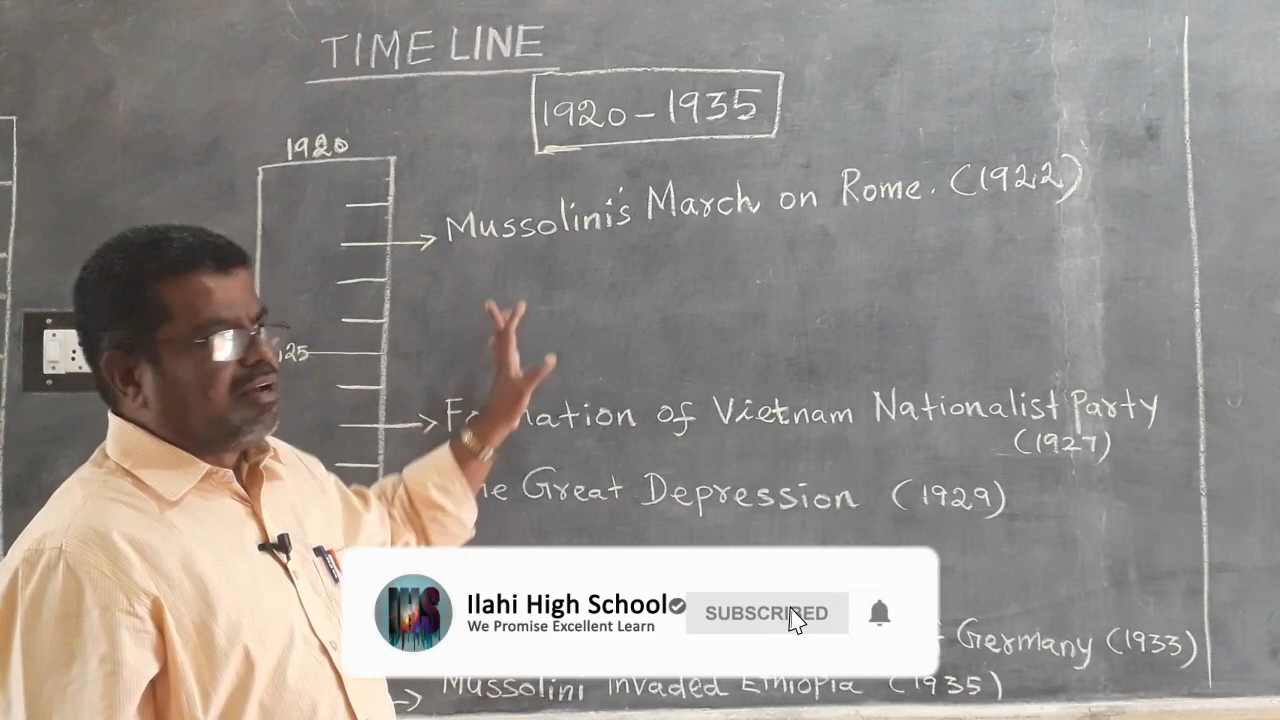 TIME LINE
1920 - 1935
1920
Mussolini's March on Rome. (1922)
25
of Vietnam Nationalist Party
(1927)
Great Depression (1929)
Ilahi High School
SUBSCRIBED
We Promise Excellent Learn
IHS
Germany (1933)
Mussolini invaded Ethiopia (1935)